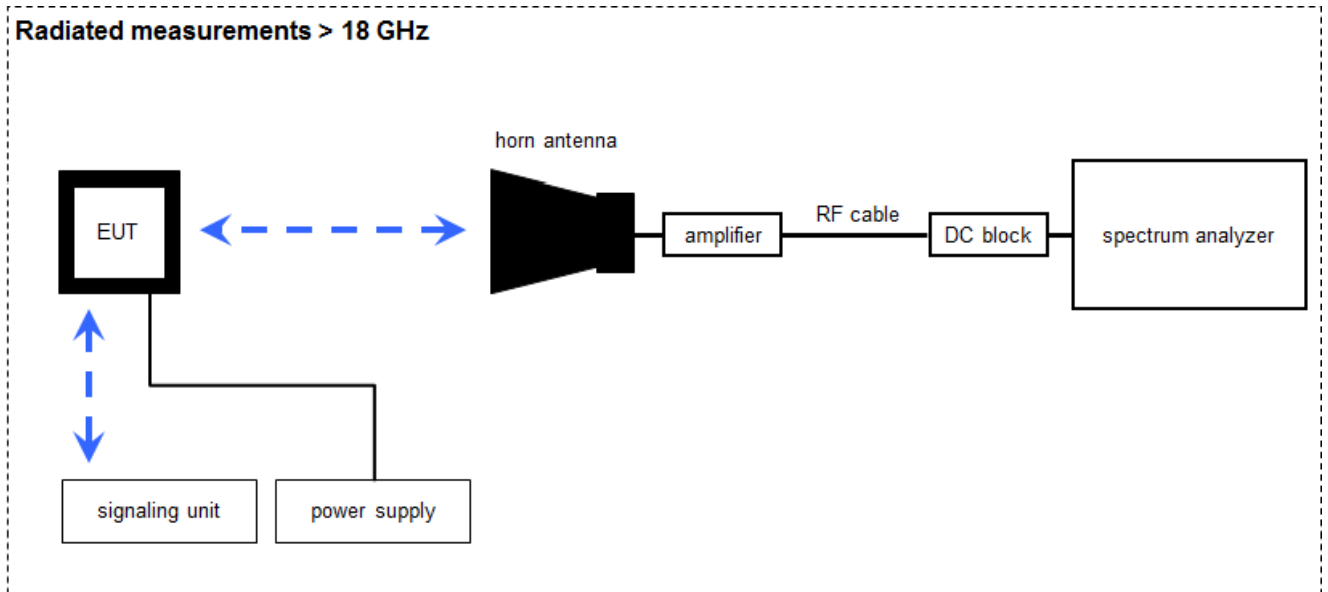 Radiated measurements > 18 GHz
horn antenna
EUT
amplifier
RF cable
DC block
spectrum analyzer
signaling unit
power supply